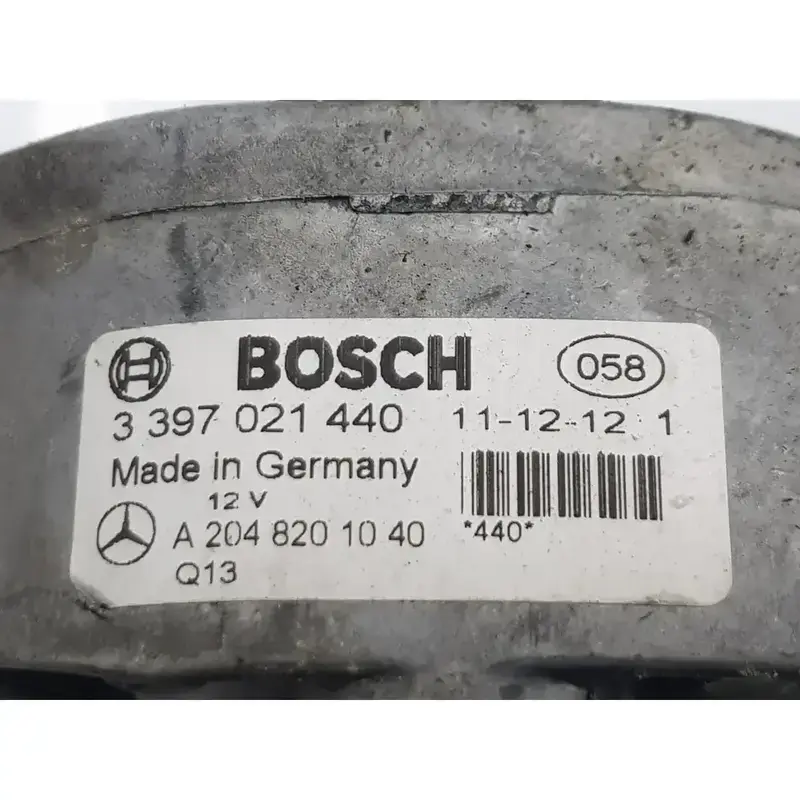 BOSCH 058
3 397 021 440 11-12-12 1
Made in Germany
12 V
A 204 820 10 40 *440*
Q13